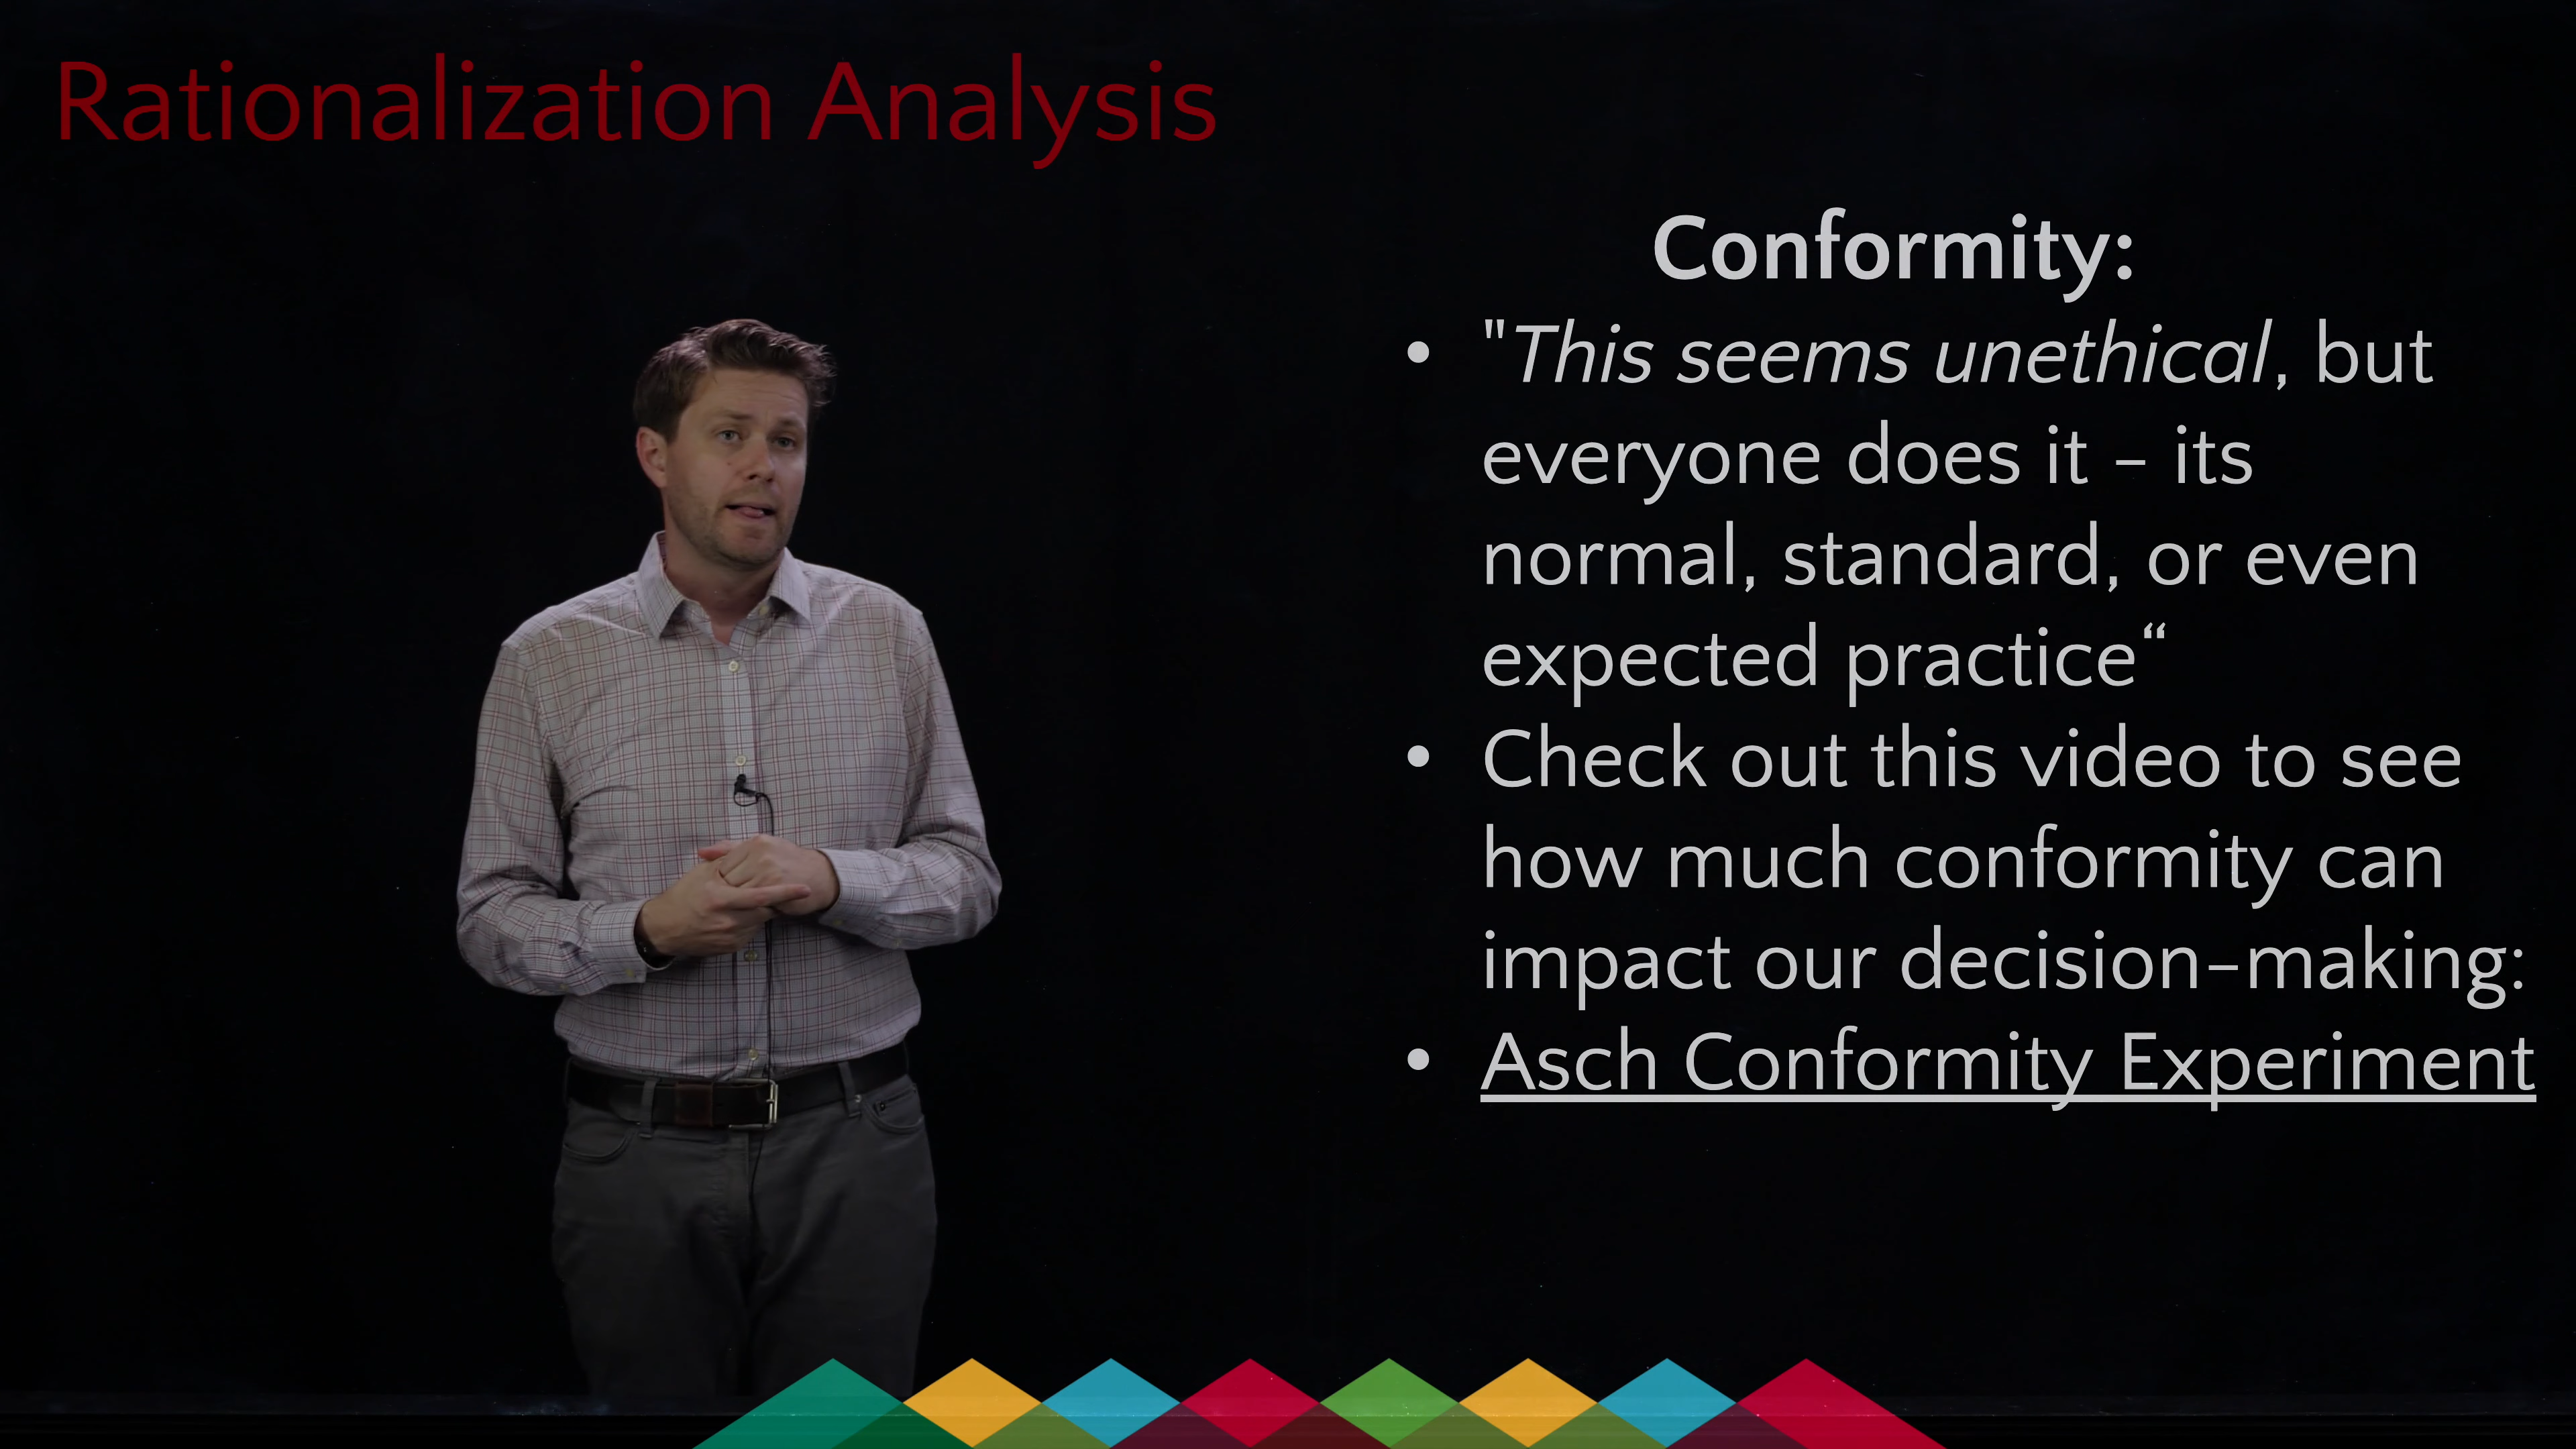 Rationalization Analysis
Conformity:
• "This seems unethical, but
everyone does it – its
normal, standard, or even
expected practice“
• Check out this video to see
how much conformity can
impact our decision-making:
• Asch Conformity Experiment